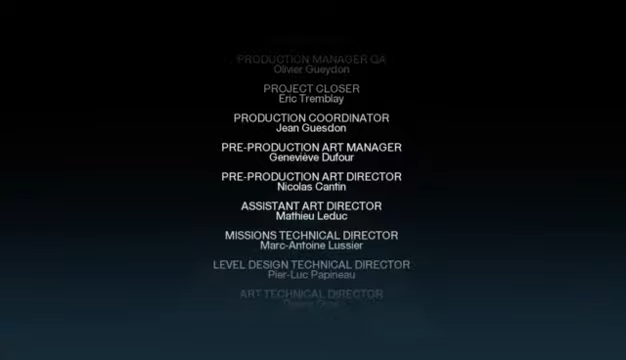 PRODUCTION MANAGER QA
Olivier Gueydon
PROJECT CLOSER
Eric Tremblay
PRODUCTION COORDINATOR
Jean Guesdon
PRE-PRODUCTION ART MANAGER
Geneviève Dufour
PRE-PRODUCTION ART DIRECTOR
Nicolas Cantin
ASSISTANT ART DIRECTOR
Mathieu Leduc
MISSIONS TECHNICAL DIRECTOR
Marc-Antoine Lussier
LEVEL DESIGN TECHNICAL DIRECTOR
Pier-Luc Papineau
ART TECHNICAL DIRECTOR